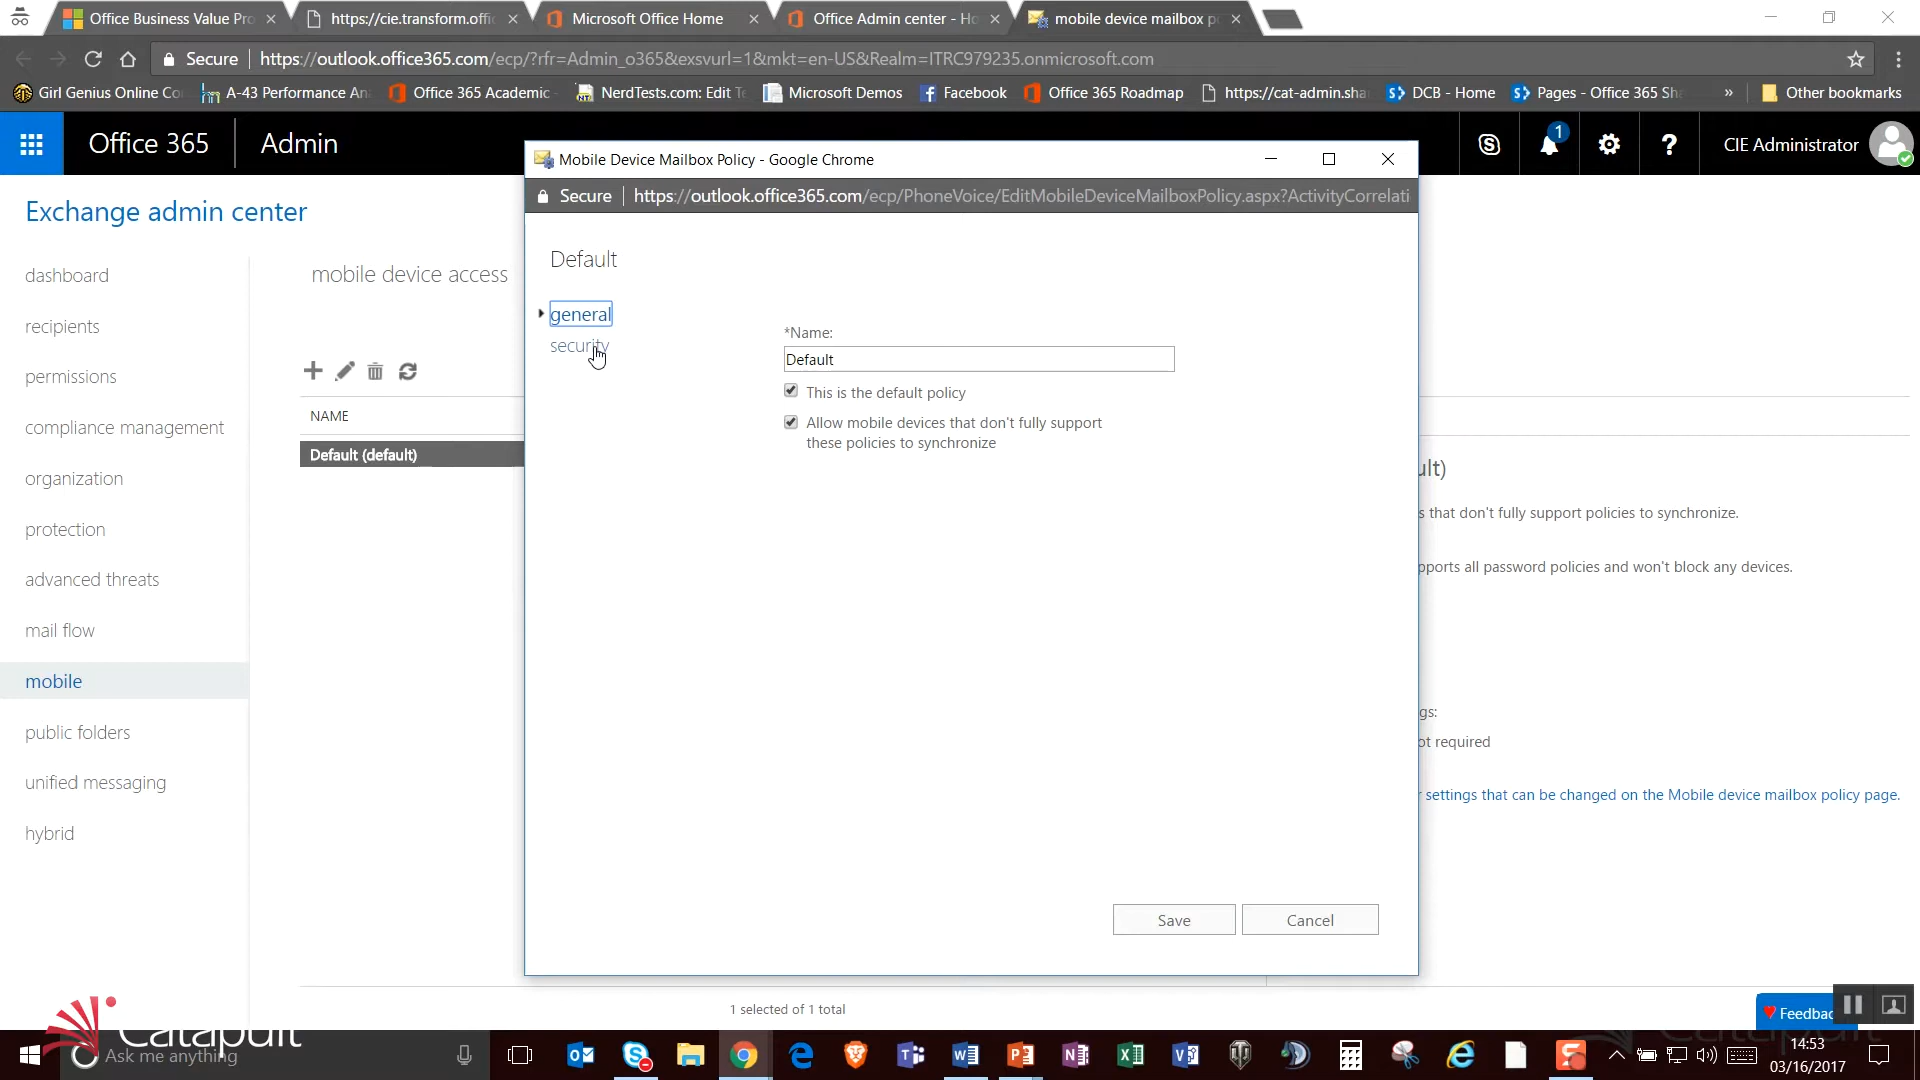 Office Business Value Pro
https://cie.transform.offic
Microsoft Office Home
Office Admin center - Ho
mobile device mailbox p
Secure
https://outlook.office365.com/ecp/?rfr=Admin_o365&exsvurl=1&mkt=en-US&Realm=ITRC979235.onmicrosoft.com
Girl Genius Online Co
A-43 Performance Ana
Office 365 Academic -
NerdTests.com: Edit Te
Microsoft Demos
Facebook
Office 365 Roadmap
https://cat-admin.sha
DCB - Home
Pages - Office 365 Sha
»
Other bookmarks
Office 365
Admin
1
?
CIE Administrator
Mobile Device Mailbox Policy - Google Chrome
Secure
https://outlook.office365.com/ecp/PhoneVoice/EditMobileDeviceMailboxPolicy.aspx?ActivityCorrelati
Exchange admin center
dashboard
recipients
permissions
compliance management
organization
protection
advanced threats
mail flow
mobile
public folders
unified messaging
hybrid
mobile device access
NAME
Default (default)
Default
general
security
*Name:
Default
This is the default policy
Allow mobile devices that don't fully support
these policies to synchronize
Save
Cancel
ult)
s that don't fully support policies to synchronize.
pports all password policies and won't block any devices.
gs:
ot required
r settings that can be changed on the Mobile device mailbox policy page.
1 selected of 1 total
Feedbac
Catapult
Ask me anything
14:53
03/16/2017